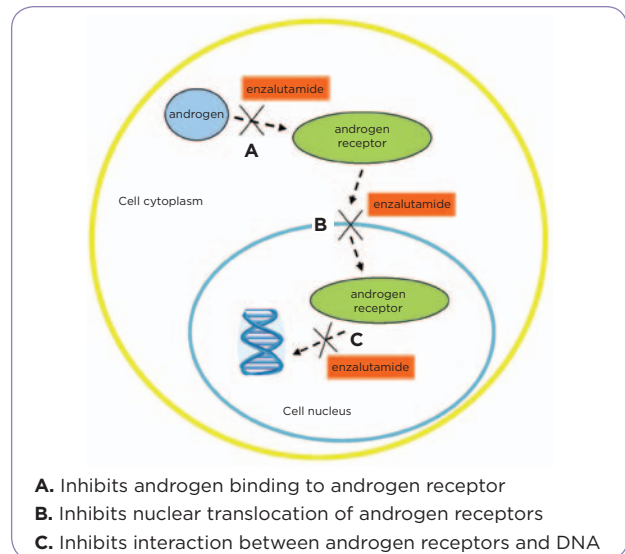 enzalutamide
androgen
androgen
receptor
A
Cell cytoplasm
enzalutamide
B
androgen
receptor
C
enzalutamide
Cell nucleus
A. Inhibits androgen binding to androgen receptor
B. Inhibits nuclear translocation of androgen receptors
C. Inhibits interaction between androgen receptors and DNA